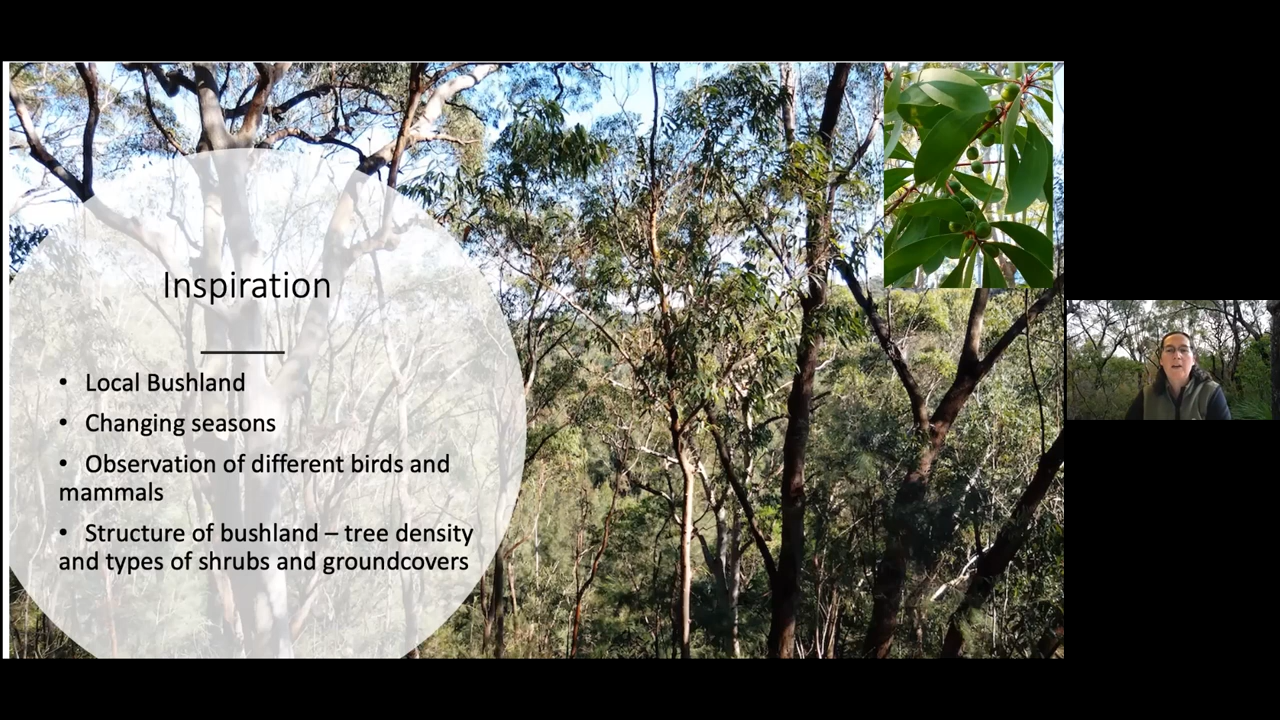 Inspiration
• Local Bushland
• Changing seasons
• Observation of different birds and
mammals
• Structure of bushland – tree density
and types of shrubs and groundcovers